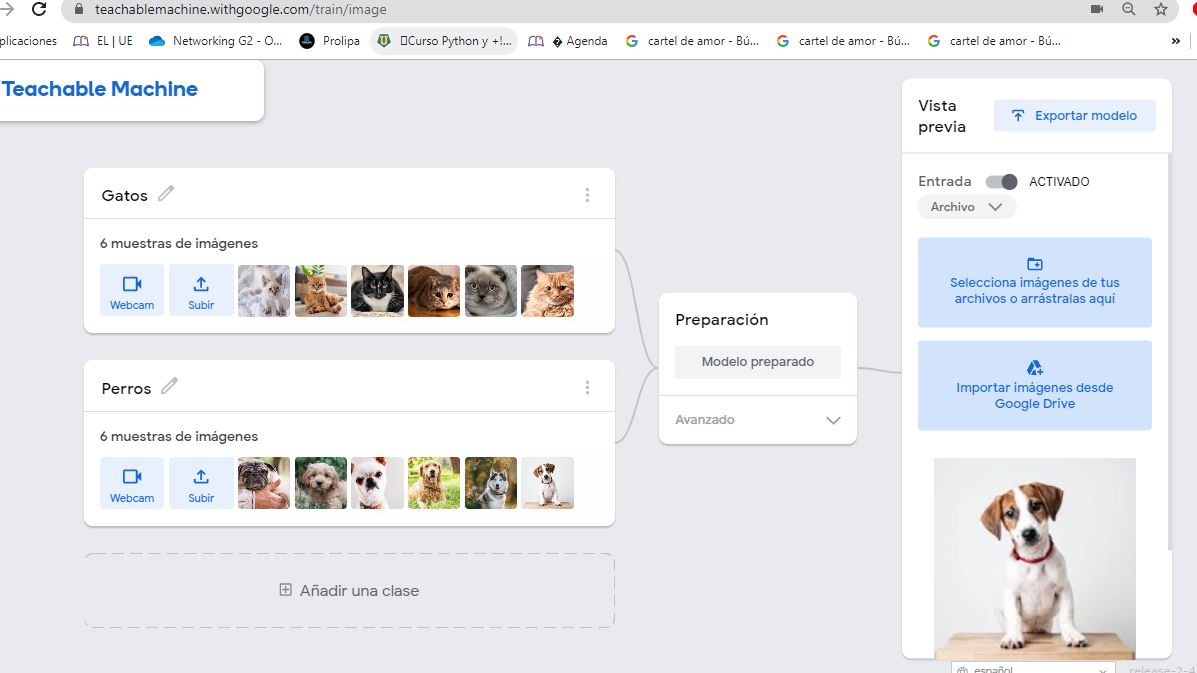 teachablemachine.withgoogle.com/train/image
plicaciones
EL | UE
Networking G2 - O...
Prolipa
Curso Python y +!...
� Agenda
cartel de amor - Bú...
cartel de amor - Bú...
cartel de amor - Bú...
»
Teachable Machine
Gatos
6 muestras de imágenes
Webcam
Subir
Perros
6 muestras de imágenes
Webcam
Subir
Añadir una clase
Preparación
Modelo preparado
Avanzado
Vista
previa
Exportar modelo
Entrada
ACTIVADO
Archivo
Selecciona imágenes de tus
archivos o arrástralas aquí
Importar imágenes desde
Google Drive
español
release-2-4